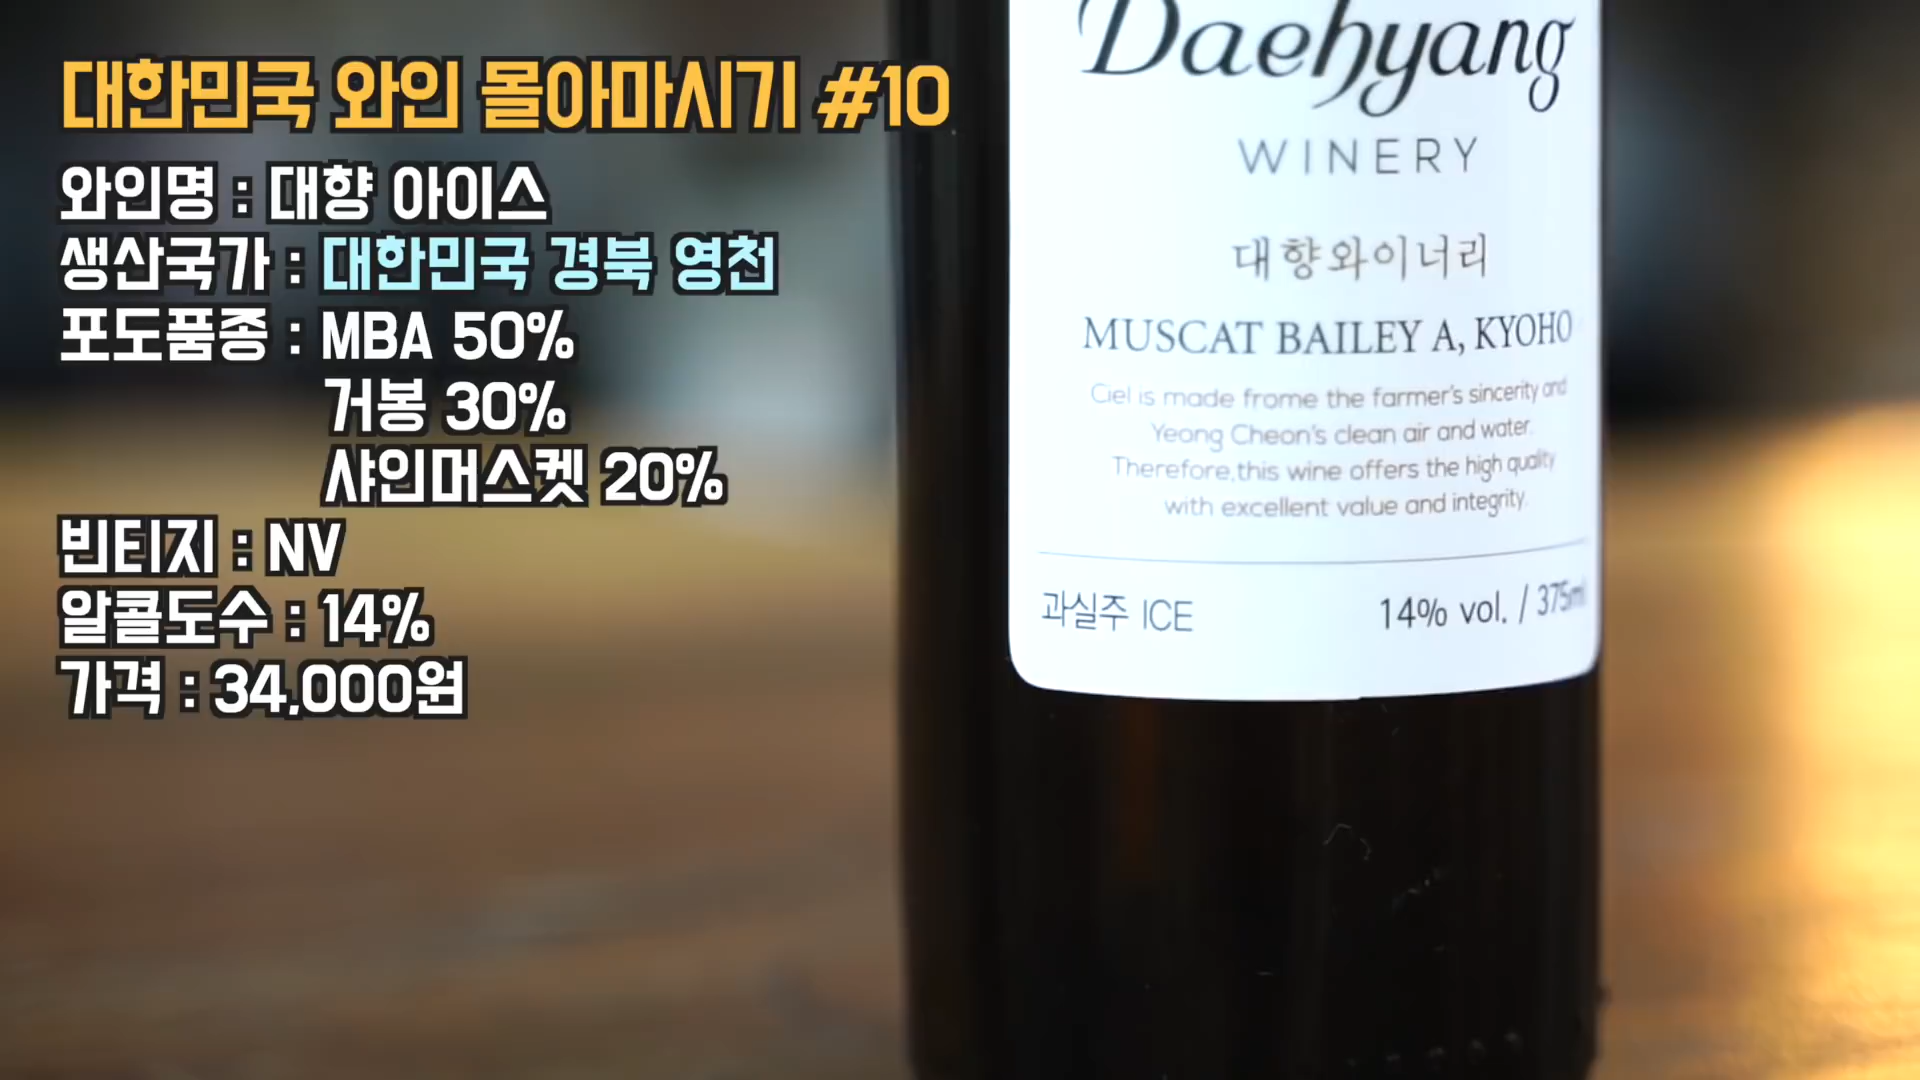 대한민국 와인 몰아마시기 #10
와인명 : 대향 아이스
생산국가 : 대한민국 경북 영천
포도품종 : MBA 50%
거봉 30%
샤인머스켓 20%
빈티지 : NV
알콜도수 : 14%
가격 : 34,000원
Daehyang
WINERY
대향와이너리
MUSCAT BAILEY A, KYOHO
Ciel is made frome the farmer's sincerity and
Yeong Cheon's clean air and water.
Therefore,this wine offers the high quality
with excellent value and integrity.
과실주 ICE
14% vol. / 375ml